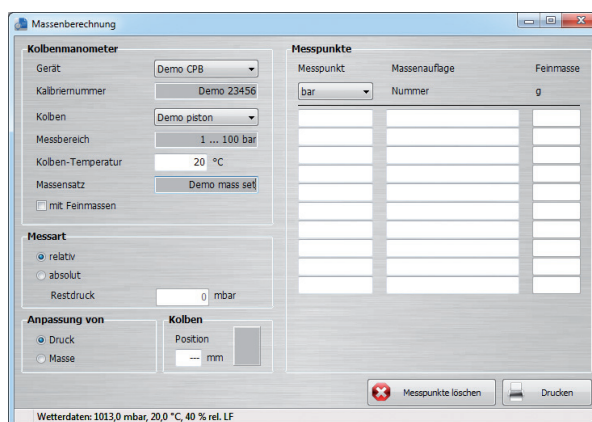 Massenberechnung
Kolbenmanometer
Gerät Demo CPB
Kalibriernummer Demo 23456
Kolben Demo piston
Messbereich 1 ... 100 bar
Kolben-Temperatur 20 °C
Massensatz Demo mass set
mit Feinmassen
Messart
relativ
absolut
Restdruck 0 mbar
Anpassung von
Druck
Masse
Kolben
Position
--- mm
Messpunkte
Messpunkt Massenauflage Feinmasse
bar Nummer g
Messpunkte löschen Drucken
Wetterdaten: 1013,0 mbar, 20,0 °C, 40 % rel. LF